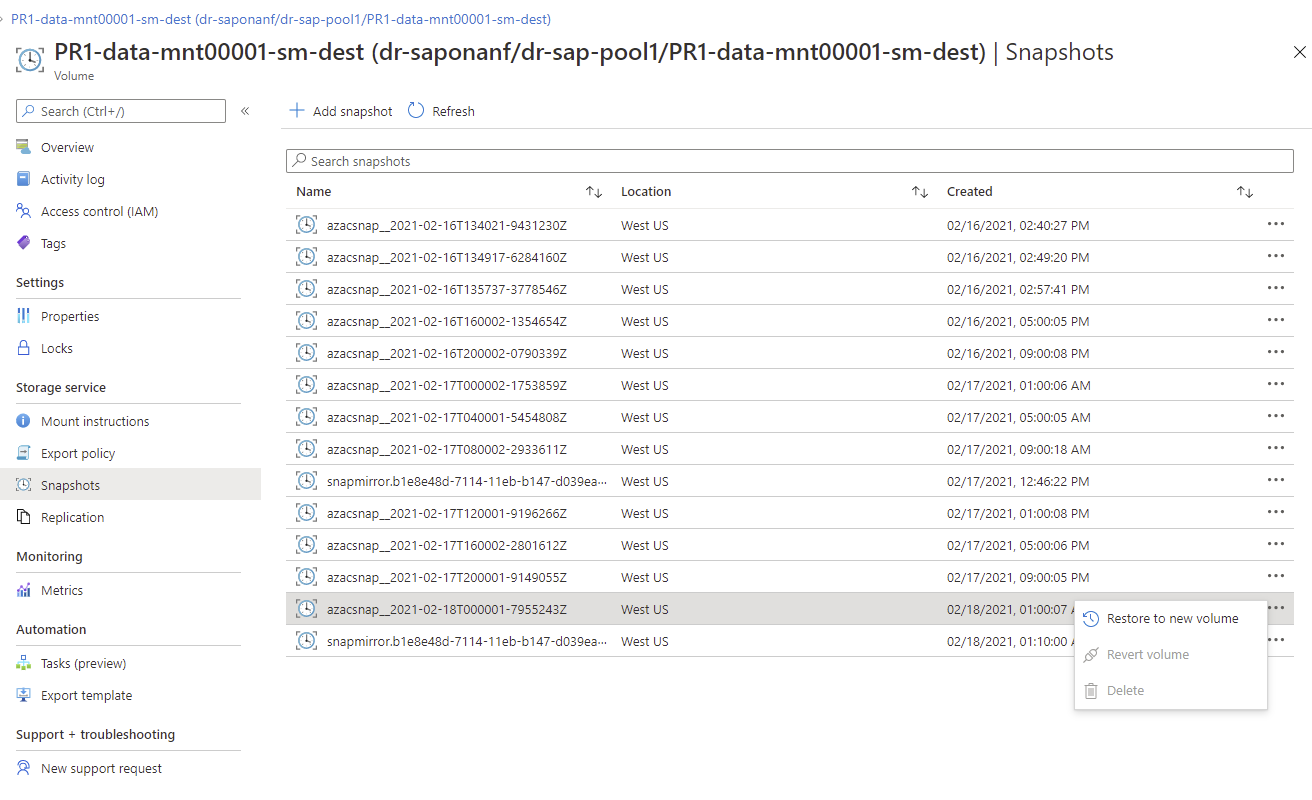 PR1-data-mnt00001-sm-dest (dr-saponanf/dr-sap-pool1/PR1-data-mnt00001-sm-dest)
PR1-data-mnt00001-sm-dest (dr-saponanf/dr-sap-pool1/PR1-data-mnt00001-sm-dest) | Snapshots
Volume
Search (Ctrl+/)
Overview
Activity log
Access control (IAM)
Tags
Settings
Properties
Locks
Storage service
Mount instructions
Export policy
Snapshots
Replication
Monitoring
Metrics
Automation
Tasks (preview)
Export template
Support + troubleshooting
New support request
Add snapshot Refresh
Search snapshots
Name Location Created
azacsnap__2021-02-16T134021-9431230Z West US 02/16/2021, 02:40:27 PM
azacsnap__2021-02-16T134917-6284160Z West US 02/16/2021, 02:49:20 PM
azacsnap__2021-02-16T135737-3778546Z West US 02/16/2021, 02:57:41 PM
azacsnap__2021-02-16T160002-1354654Z West US 02/16/2021, 05:00:05 PM
azacsnap__2021-02-16T200002-0790339Z West US 02/16/2021, 09:00:08 PM
azacsnap__2021-02-17T000002-1753859Z West US 02/17/2021, 01:00:06 AM
azacsnap__2021-02-17T040001-5454808Z West US 02/17/2021, 05:00:05 AM
azacsnap__2021-02-17T080002-2933611Z West US 02/17/2021, 09:00:18 AM
snapmirror.b1e8e48d-7114-11eb-b147-d039ea··· West US 02/17/2021, 12:46:22 PM
azacsnap__2021-02-17T120001-9196266Z West US 02/17/2021, 01:00:08 PM
azacsnap__2021-02-17T160002-2801612Z West US 02/17/2021, 05:00:06 PM
azacsnap__2021-02-17T200001-9149055Z West US 02/17/2021, 09:00:05 PM
azacsnap__2021-02-18T000001-7955243Z West US 02/18/2021, 01:00:07
snapmirror.b1e8e48d-7114-11eb-b147-d039ea··· West US 02/18/2021, 01:10:00
Restore to new volume
Revert volume
Delete